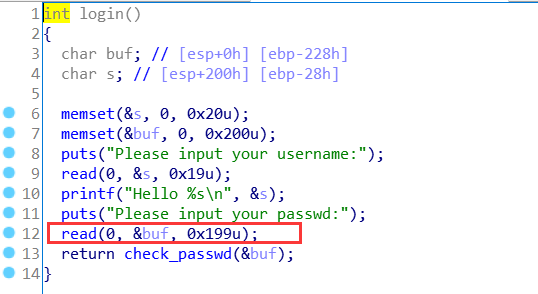 1 int login()
2 {
3 char buf; // [esp+0h] [ebp-228h]
4 char s; // [esp+200h] [ebp-28h]
5
6 memset(&s, 0, 0x20u);
7 memset(&buf, 0, 0x200u);
8 puts("Please input your username:");
9 read(0, &s, 0x19u);
10 printf("Hello %s\n", &s);
11 puts("Please input your passwd:");
12 read(0, &buf, 0x199u);
13 return check_passwd(&buf);
14 }